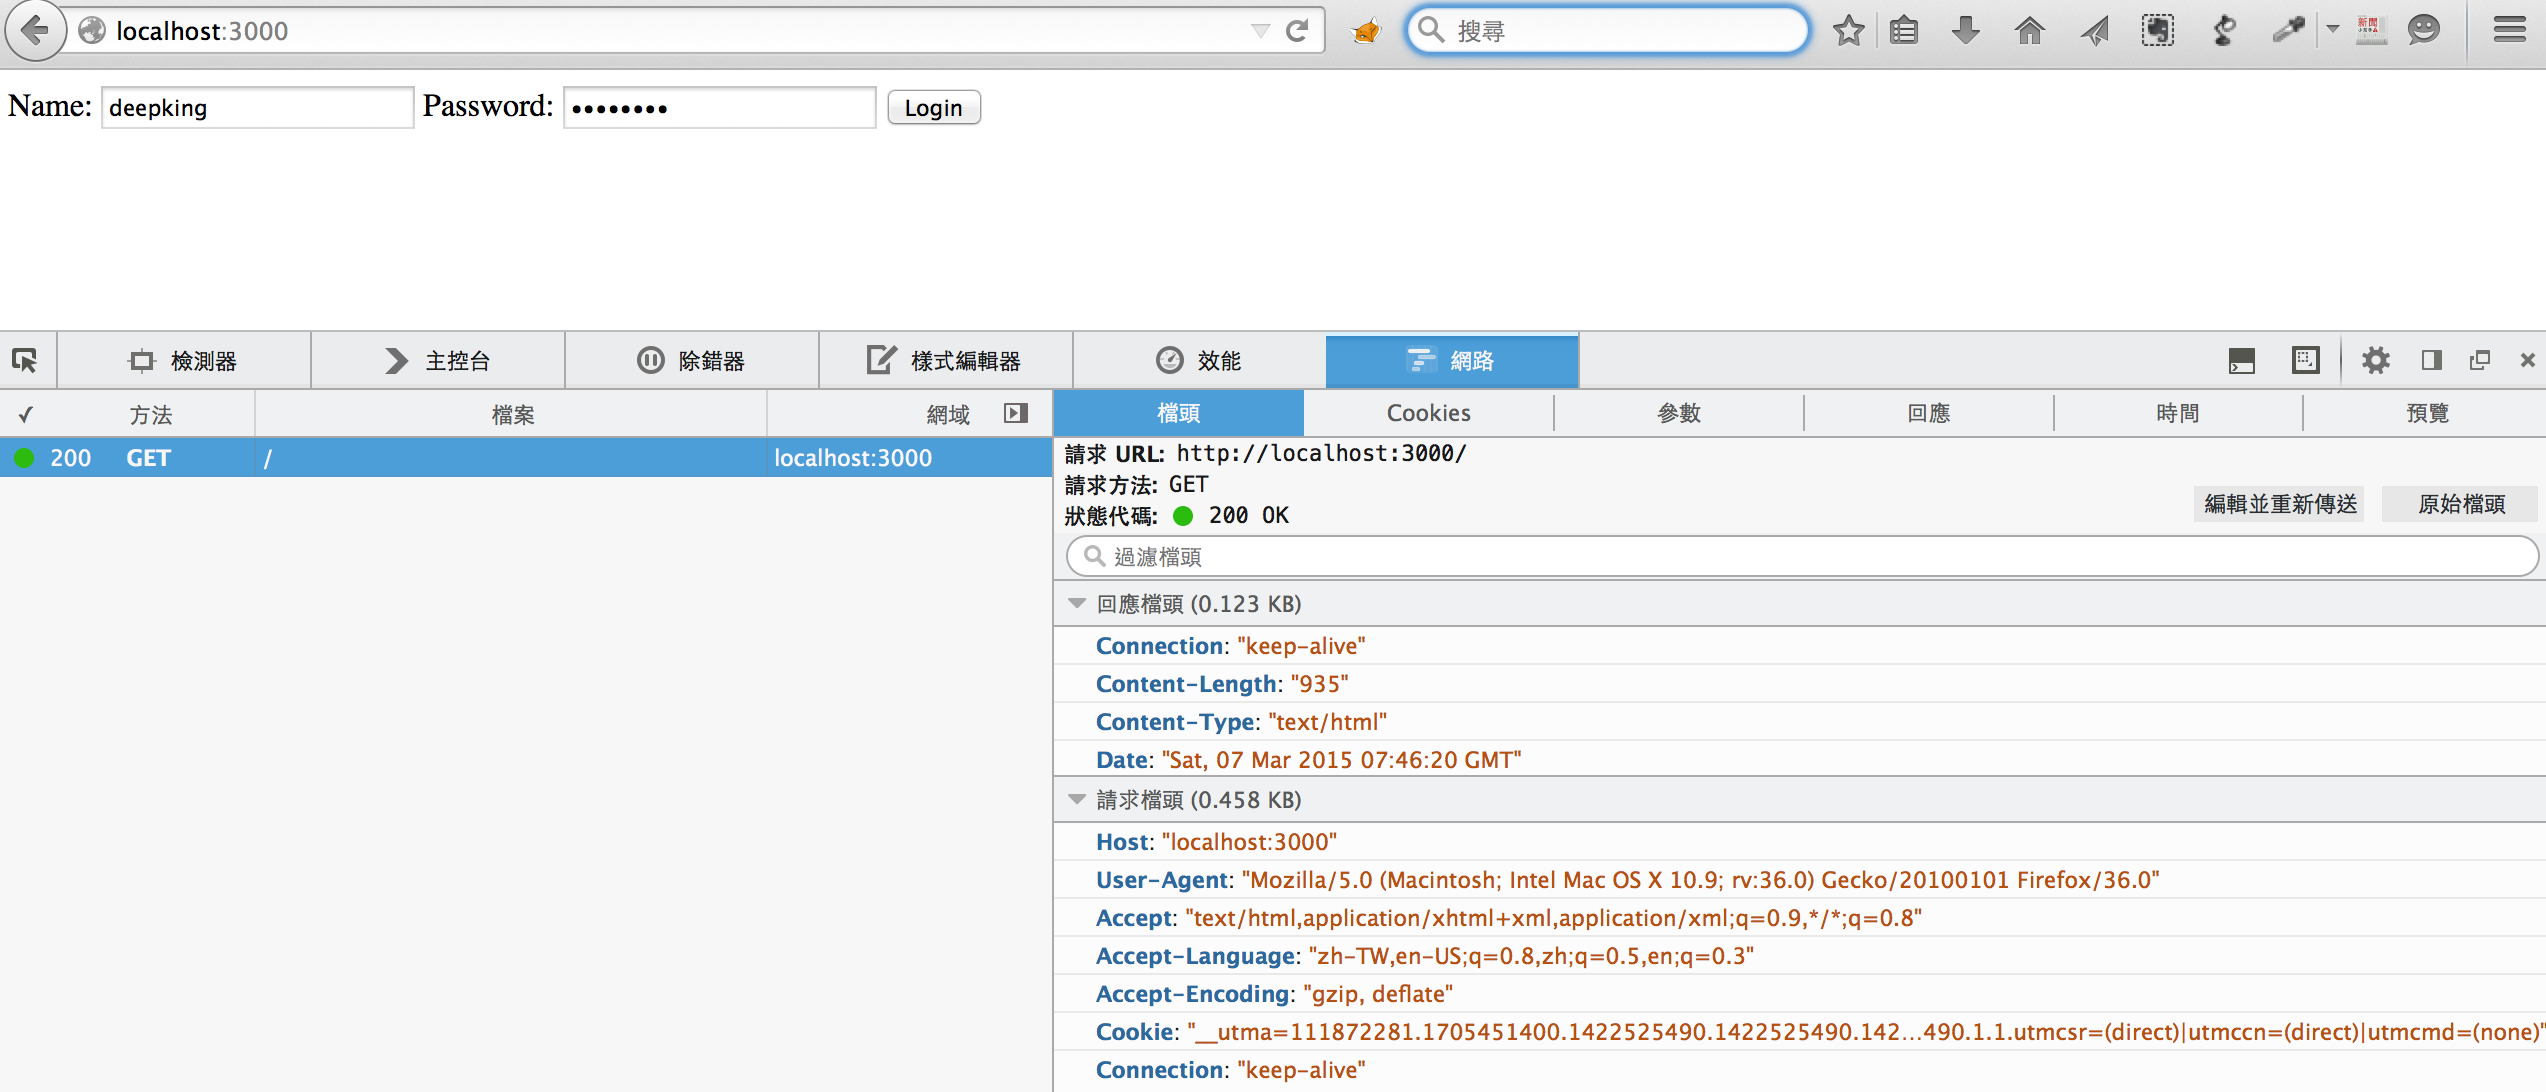 localhost:3000
搜尋
新聞
Name: deepking Password: •••••••• Login
檢測器 主控台 除錯器 樣式編輯器 效能 網路
✓ 方法 檔案 網域
檔頭 Cookies 參數 回應 時間 預覽
200 GET / localhost:3000
請求 URL: http://localhost:3000/
請求方法: GET
狀態代碼: 200 OK
編輯並重新傳送 原始檔頭
過濾檔頭
回應檔頭 (0.123 KB)
Connection: "keep-alive"
Content-Length: "935"
Content-Type: "text/html"
Date: "Sat, 07 Mar 2015 07:46:20 GMT"
請求檔頭 (0.458 KB)
Host: "localhost:3000"
User-Agent: "Mozilla/5.0 (Macintosh; Intel Mac OS X 10.9; rv:36.0) Gecko/20100101 Firefox/36.0"
Accept: "text/html,application/xhtml+xml,application/xml;q=0.9,*/*;q=0.8"
Accept-Language: "zh-TW,en-US;q=0.8,zh;q=0.5,en;q=0.3"
Accept-Encoding: "gzip, deflate"
Cookie: "__utma=111872281.1705451400.1422525490.1422525490.142...490.1.1.utmcsr=(direct)|utmccn=(direct)|utmcmd=(none)"
Connection: "keep-alive"